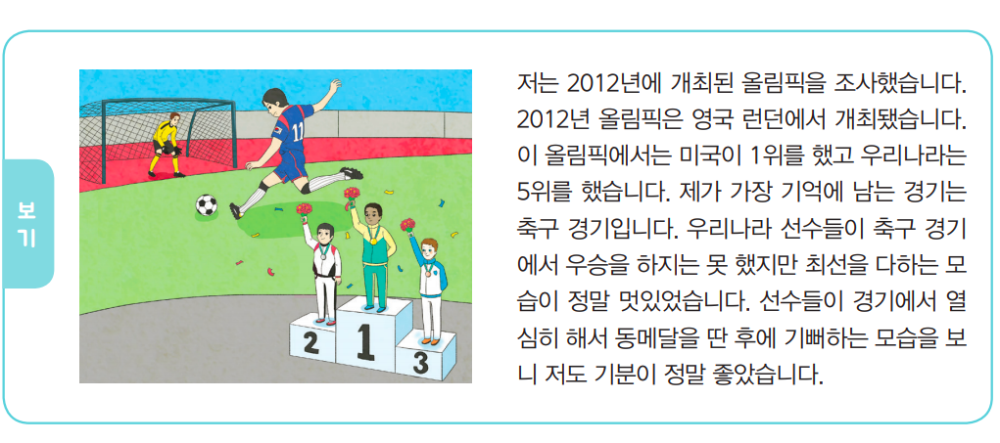 보기
11
2
1
3
저는 2012년에 개최된 올림픽을 조사했습니다.
2012년 올림픽은 영국 런던에서 개최됐습니다.
이 올림픽에서는 미국이 1위를 했고 우리나라는
5위를 했습니다. 제가 가장 기억에 남는 경기는
축구 경기입니다. 우리나라 선수들이 축구 경기
에서 우승을 하지는 못 했지만 최선을 다하는 모
습이 정말 멋있었습니다. 선수들이 경기에서 열
심히 해서 동메달을 딴 후에 기뻐하는 모습을 보
니 저도 기분이 정말 좋았습니다.